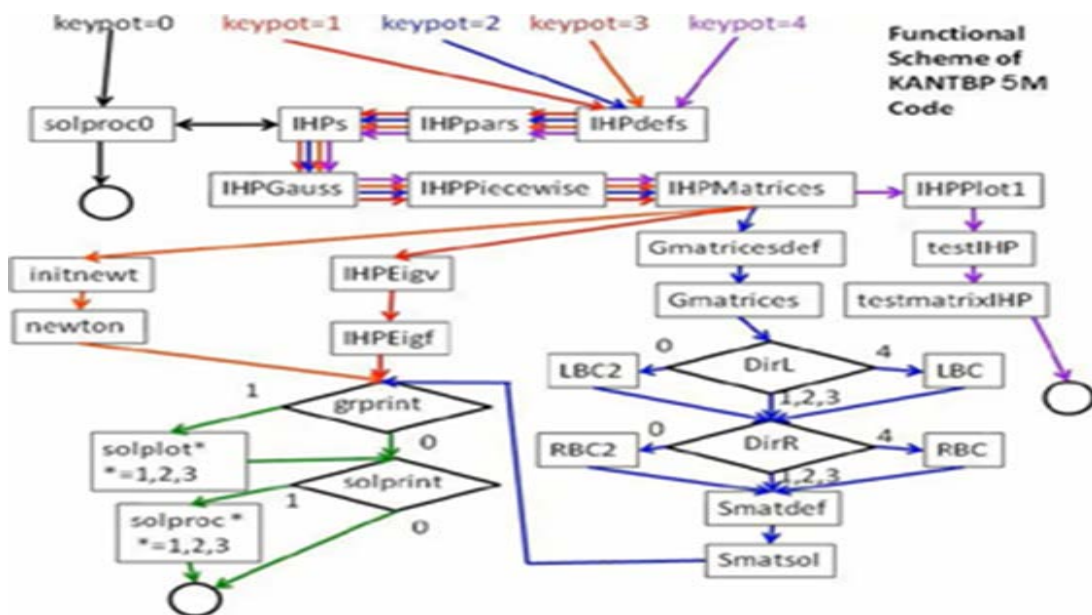 keypot=0
keypot=1
keypot=2
keypot=3
keypot=4
Functional
Scheme of
KANTBP 5M
Code
solproc0
IHPs
IHPpars
IHPdefs
IHPGauss
IHPPiecewise
IHPMatrices
IHPPlot1
initnewt
IHPEigv
Gmatricesdef
testIHP
newton
IHPEigf
Gmatrices
testmatrixIHP
0
DirL
4
LBC2
LBC
1,2,3
1
grprint
0
0
DirR
4
RBC2
RBC
1,2,3
solplot*
*=1,2,3
solprint
1
0
solproc *
*=1,2,3
Smatdef
Smatsol